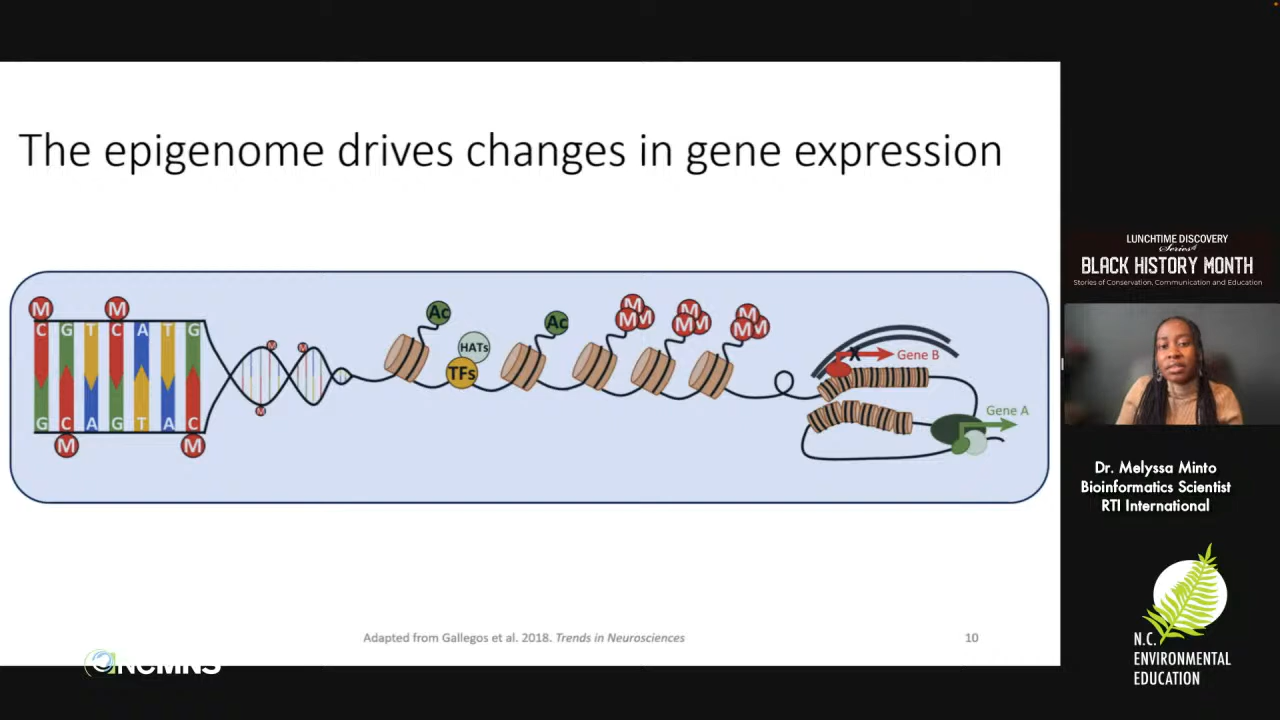 The epigenome drives changes in gene expression
M M
C G T C A T G
G C A G T A C
M M
M M
M
Ac
HATs
TFs
Ac
M M M
M M M
M M M
X
Gene B
Gene A
Adapted from Gallegos et al. 2018. Trends in Neurosciences
10
NCMNS
LUNCHTIME DISCOVERY
Series
BLACK HISTORY MONTH
Stories of Conservation, Communication and Education
Dr. Melyssa Minto
Bioinformatics Scientist
RTI International
N.C.
ENVIRONMENTAL
EDUCATION